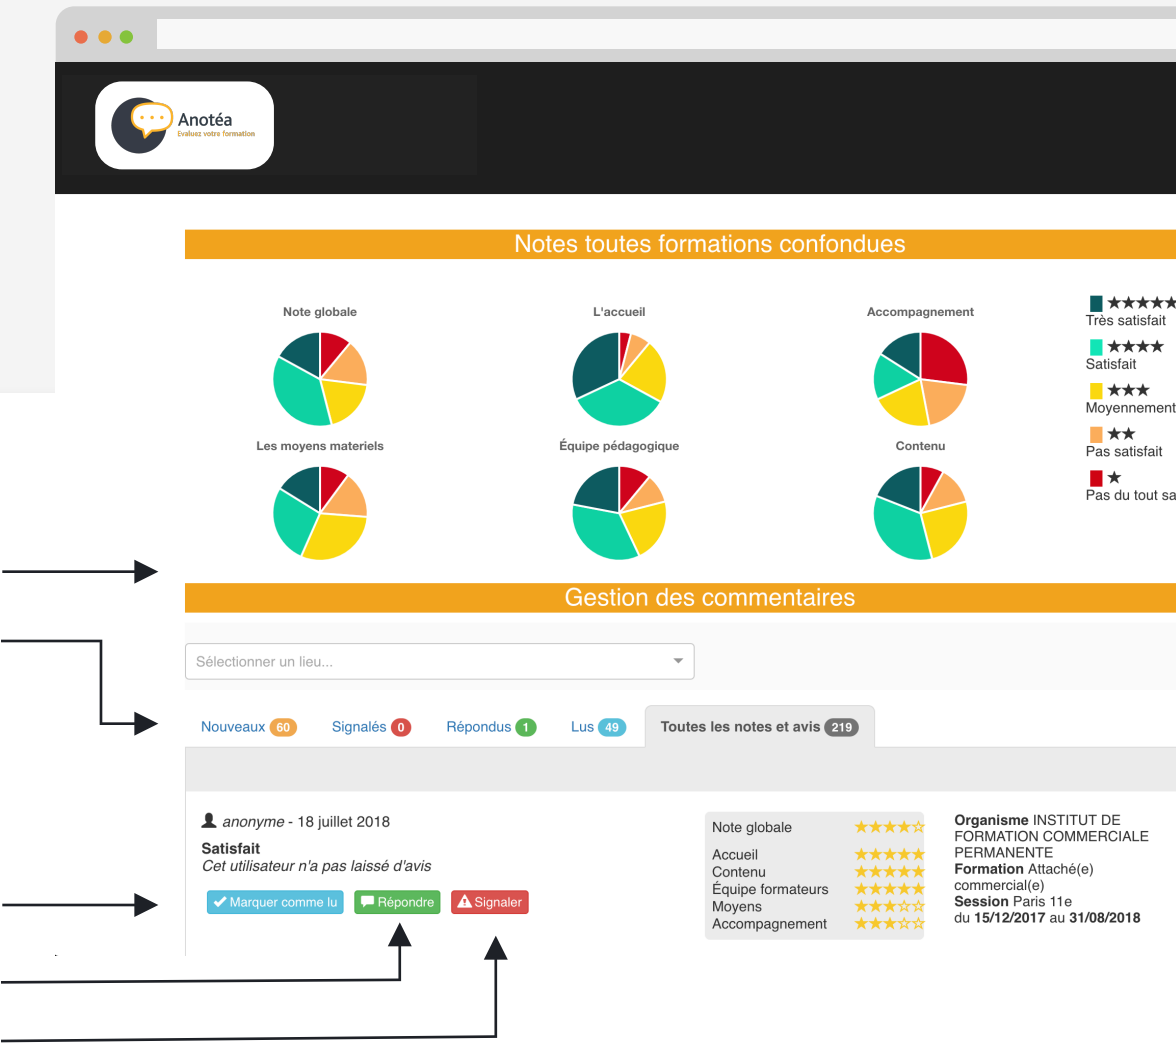 Anotéa
Evaluez votre formation
Notes toutes formations confondues
Note globale
L'accueil
Accompagnement
Les moyens materiels
Équipe pédagogique
Contenu
★★★★★
Très satisfait
★★★★
Satisfait
★★★
Moyennement
★★
Pas satisfait
★
Pas du tout sa
Gestion des commentaires
Sélectionner un lieu...
Nouveaux 60 Signalés 0 Répondus 1 Lus 49 Toutes les notes et avis 219
anonyme - 18 juillet 2018
Satisfait
Cet utilisateur n'a pas laissé d'avis
Marquer comme lu Répondre Signaler
Note globale ★★★★☆
Accueil ★★★★★
Contenu ★★★★★
Équipe formateurs ★★★★★
Moyens ★★★☆☆
Accompagnement ★★★☆☆
Organisme INSTITUT DE
FORMATION COMMERCIALE
PERMANENTE
Formation Attaché(e)
commercial(e)
Session Paris 11e
du 15/12/2017 au 31/08/2018